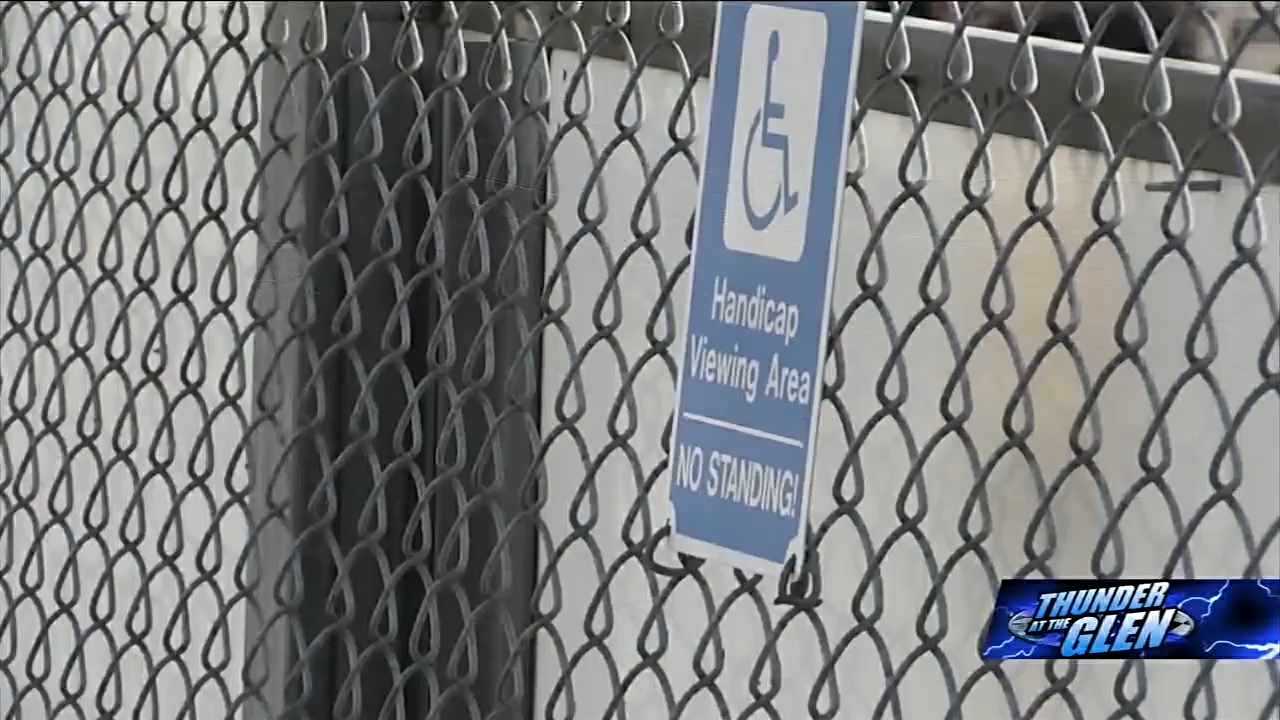 Handicap
Viewing Area
NO STANDING!
THUNDER
AT THE
GLEN